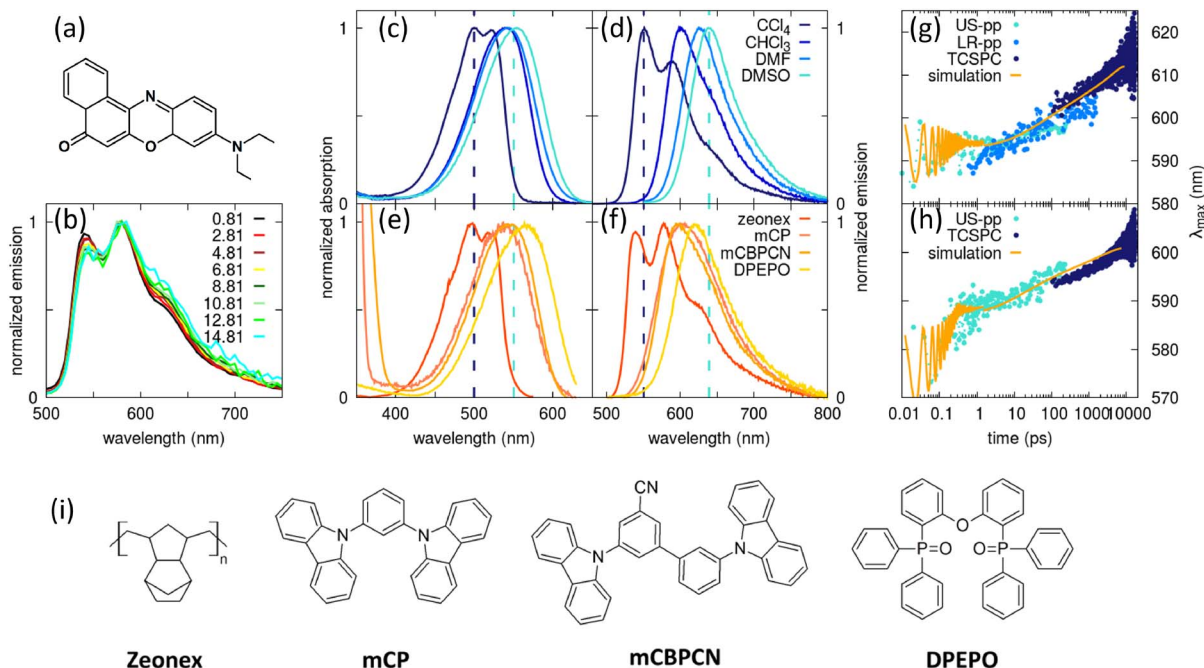 (a)
N
O
O
N
(b)
1
0.81
2.81
4.81
6.81
8.81
10.81
12.81
14.81
0
500
600
700
wavelength (nm)
normalized emission
(c)
1
0
normalized absorption
(d)
CCl4
CHCl3
DMF
DMSO
1
0
normalized emission
(e)
1
0
400
500
600
wavelength (nm)
(f)
zeonex
mCP
mCBPCN
DPEPO
1
0
500
600
700
800
wavelength (nm)
(g)
US-pp
LR-pp
TCSPC
simulation
620
610
600
590
580
λmax (nm)
(h)
US-pp
TCSPC
simulation
600
590
580
570
0.01
0.1
1
10
100
1000
10000
time (ps)
(i)
n
Zeonex
N
N
mCP
CN
N
N
mCBPCN
O
P=O
O=P
DPEPO